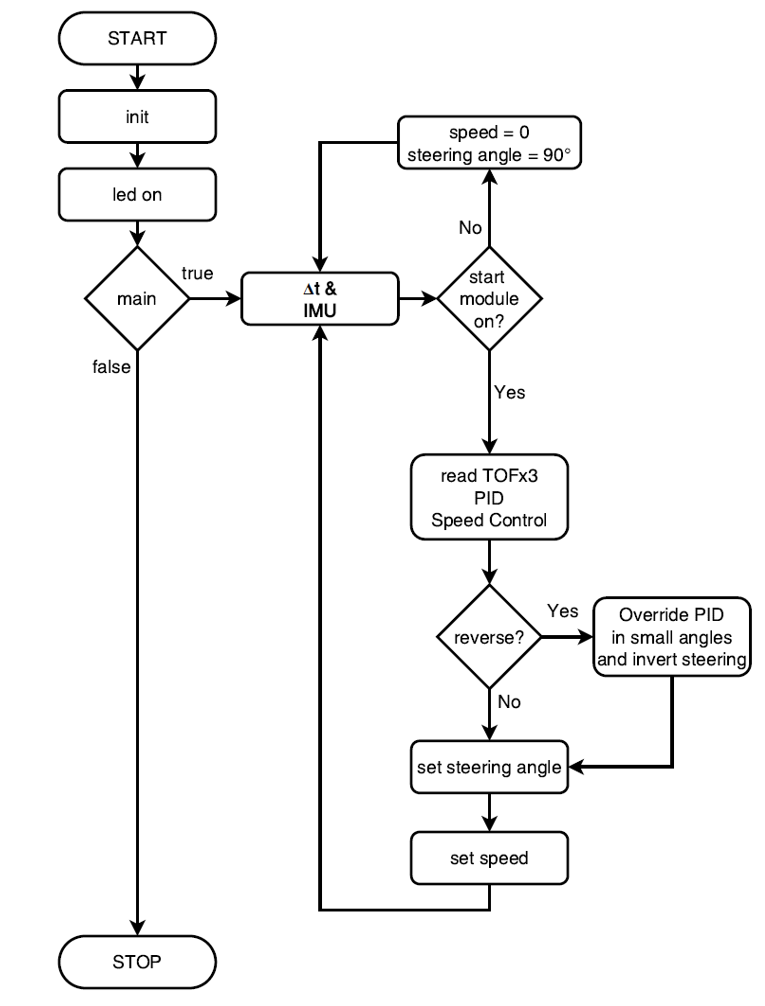 START
init
led on
main
true
false
Δt &
IMU
speed = 0
steering angle = 90°
No
start
module
on?
Yes
read TOFx3
PID
Speed Control
reverse?
Yes
Override PID
in small angles
and invert steering
No
set steering angle
set speed
STOP